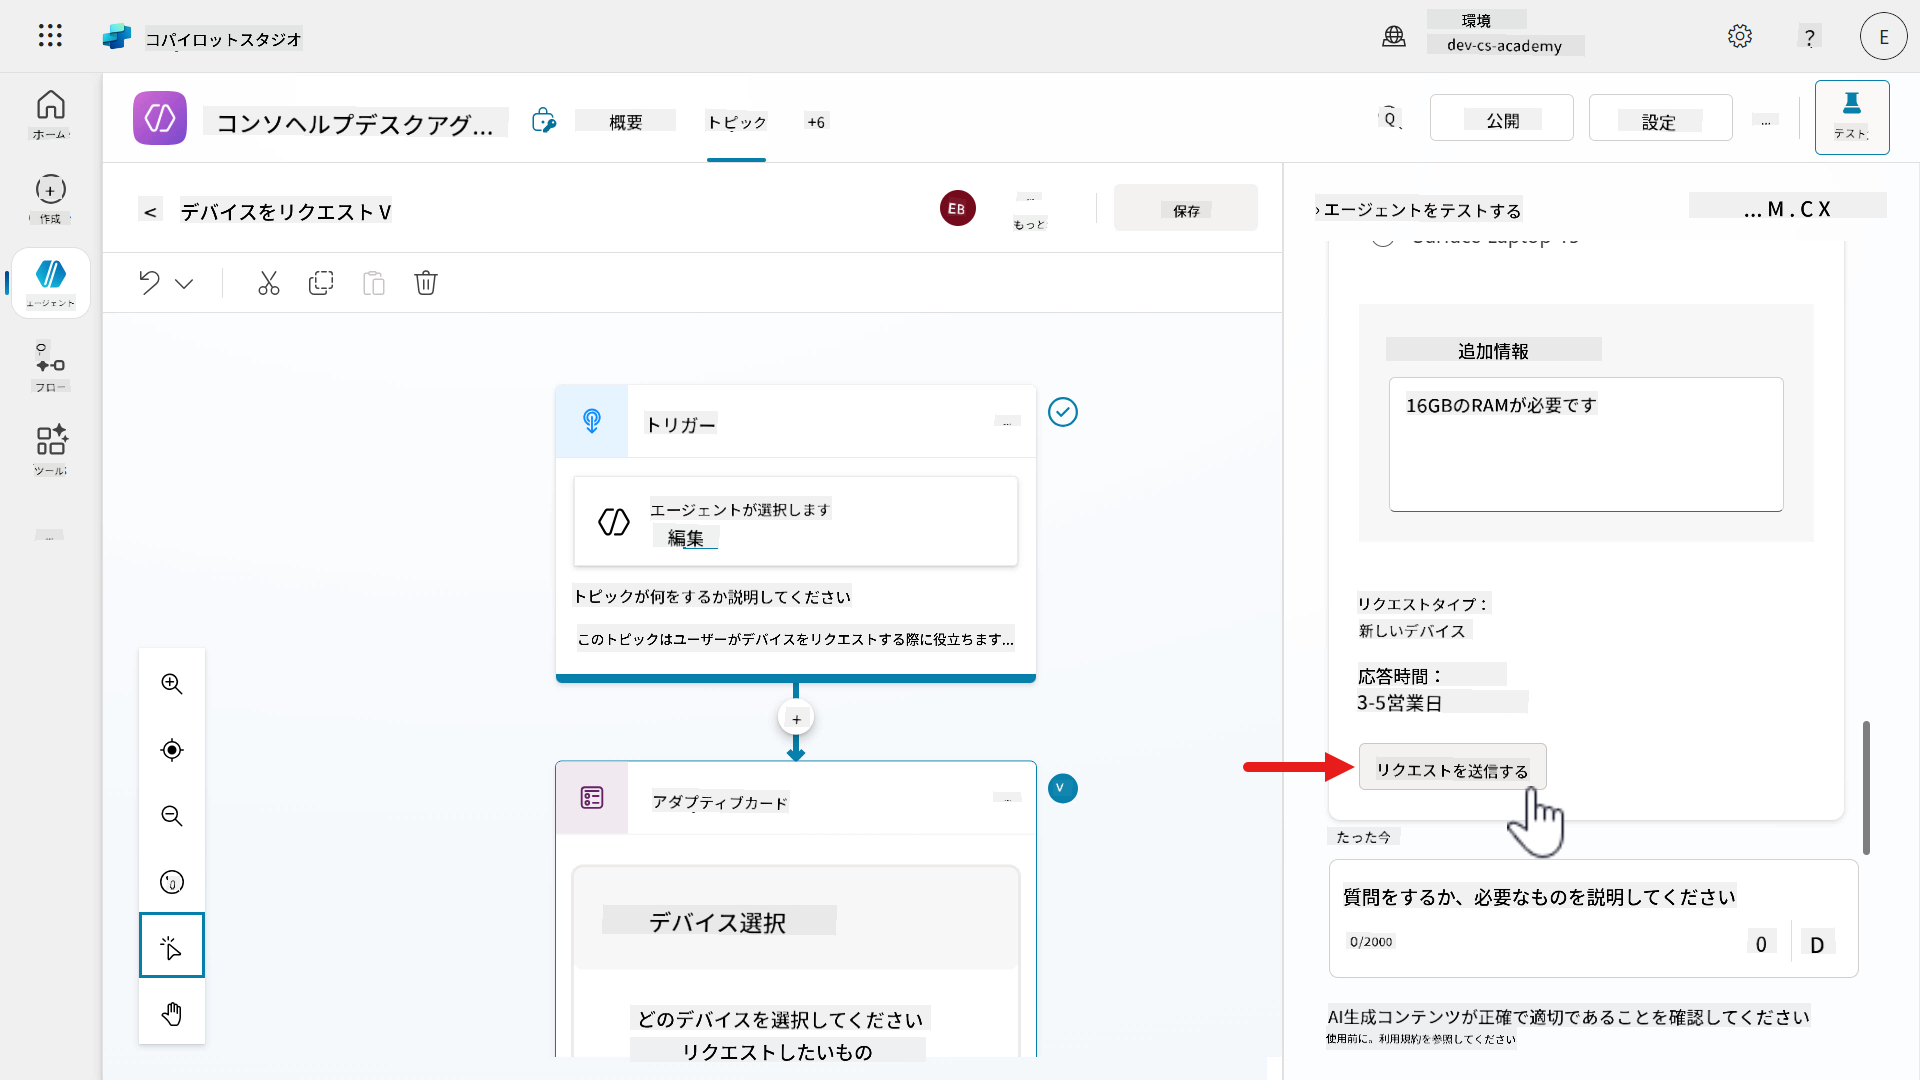 コパイロットスタジオ
環境
dev-cs-academy
?
E
ホーム
作成
エージェント
フロー
ツール
...
コンソヘルプデスクアグ...
概要
トピック
+6
公開
設定
...
テスト
< デバイスをリクエスト V
EB
...
もっと
保存
トリガー
...
エージェントが選択します
編集
トピックが何をするか説明してください
このトピックはユーザーがデバイスをリクエストする際に役立ちます...
+
アダプティブカード
...
V
デバイス選択
どのデバイスを選択してください
リクエストしたいもの
エージェントをテストする
... M . C X
追加情報
16GBのRAMが必要です
リクエストタイプ：
新しいデバイス
応答時間：
3-5営業日
リクエストを送信する
たった今
質問をするか、必要なものを説明してください
0/2000
0
D
AI生成コンテンツが正確で適切であることを確認してください
使用前に。利用規約を参照してください